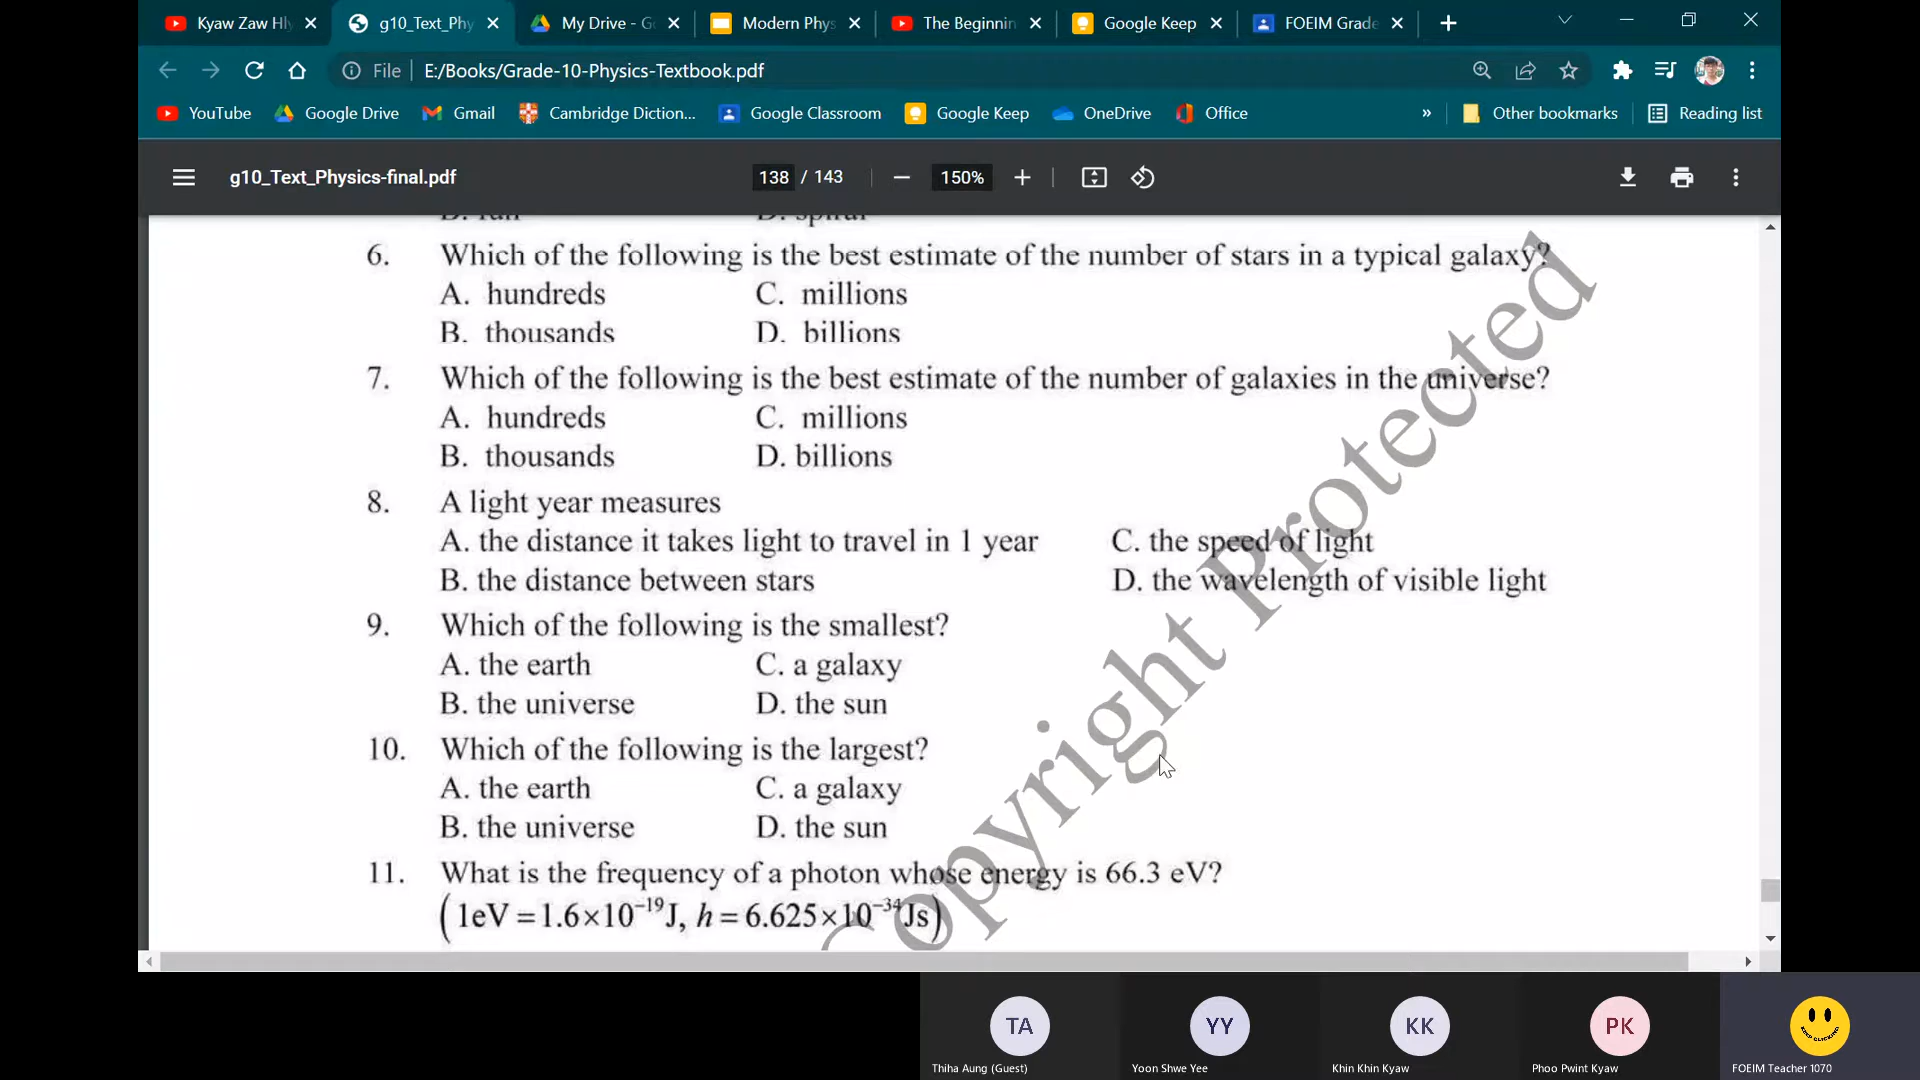 Kyaw Zaw Hl
g10_Text_Phy
My Drive - G
Modern Phys
The Beginnin
Google Keep
FOEIM Grade
File
E:/Books/Grade-10-Physics-Textbook.pdf
YouTube
Google Drive
Gmail
Cambridge Diction...
Google Classroom
Google Keep
OneDrive
Office
»
Other bookmarks
Reading list
g10_Text_Physics-final.pdf
138 / 143
150%
D. spiral
6. Which of the following is the best estimate of the number of stars in a typical galaxy?
A. hundreds C. millions
B. thousands D. billions
7. Which of the following is the best estimate of the number of galaxies in the universe?
A. hundreds C. millions
B. thousands D. billions
8. A light year measures
A. the distance it takes light to travel in 1 year C. the speed of light
B. the distance between stars D. the wavelength of visible light
9. Which of the following is the smallest?
A. the earth C. a galaxy
B. the universe D. the sun
10. Which of the following is the largest?
A. the earth C. a galaxy
B. the universe D. the sun
11. What is the frequency of a photon whose energy is 66.3 eV?
(1eV = 1.6×10⁻¹⁹ J, h = 6.625×10⁻³⁴ Js)
Copyright Protected
TA
YY
KK
PK
KEEP CLICKING
Thiha Aung (Guest)
Yoon Shwe Yee
Khin Khin Kyaw
Phoo Pwint Kyaw
FOEIM Teacher 1070